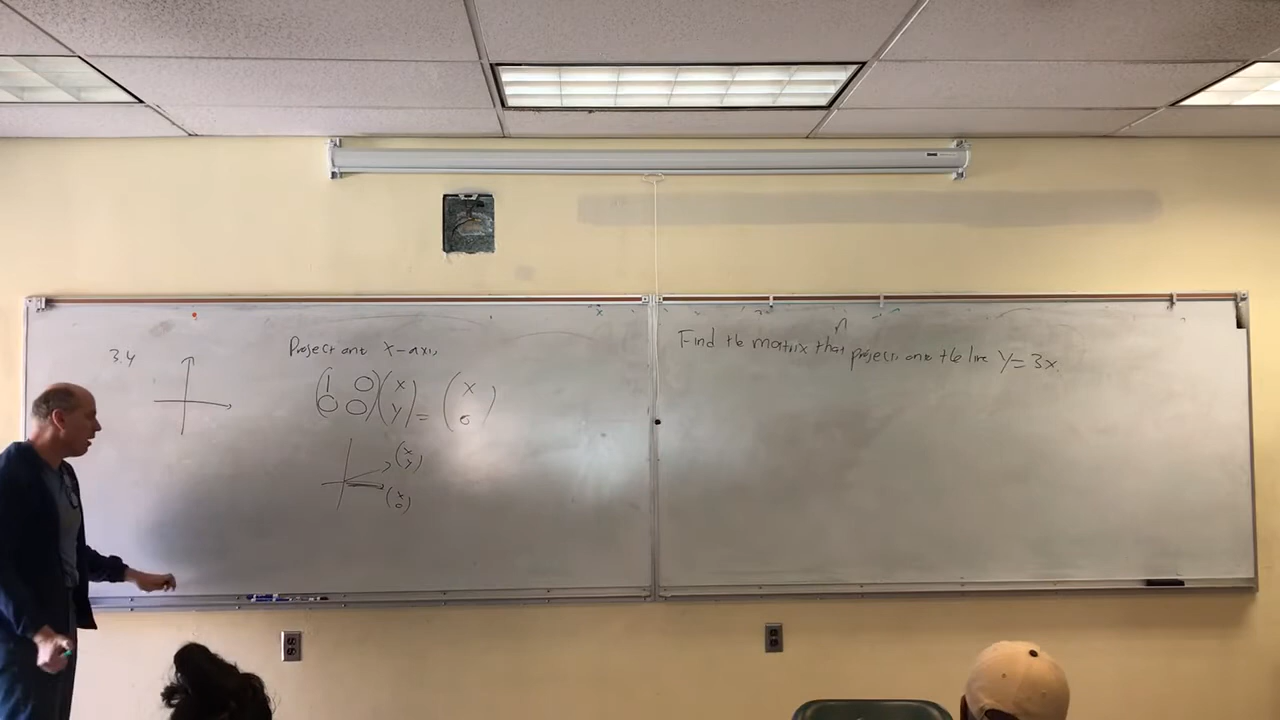 3.4
Project onto X-axis
(1 0
0 0) (x
y) = (x
0)
(x
y)
(x
0)
Find the matrix that projects onto the line y=3x.